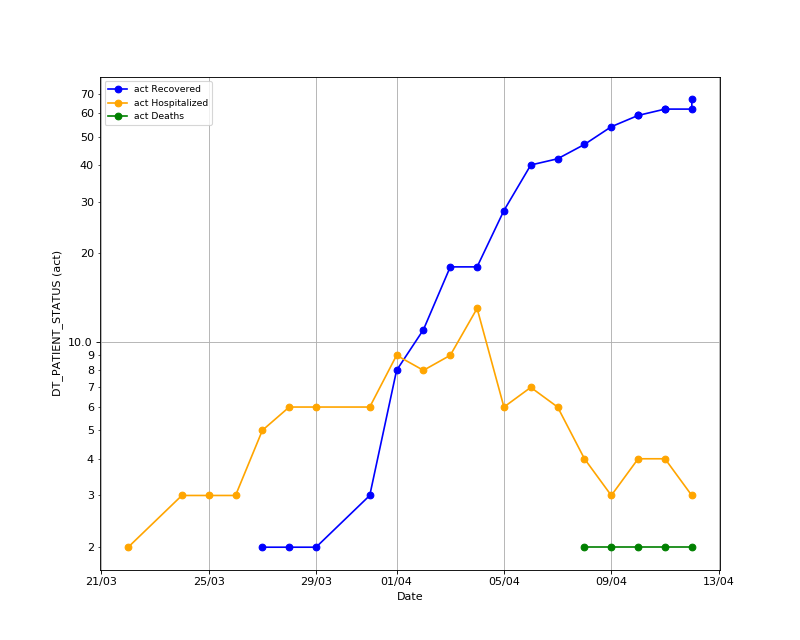 act Recovered
act Hospitalized
act Deaths
70
60
50
40
30
20
10.0
9
8
7
6
5
4
3
2
DT_PATIENT_STATUS (act)
21/03 25/03 29/03 01/04 05/04 09/04 13/04
Date